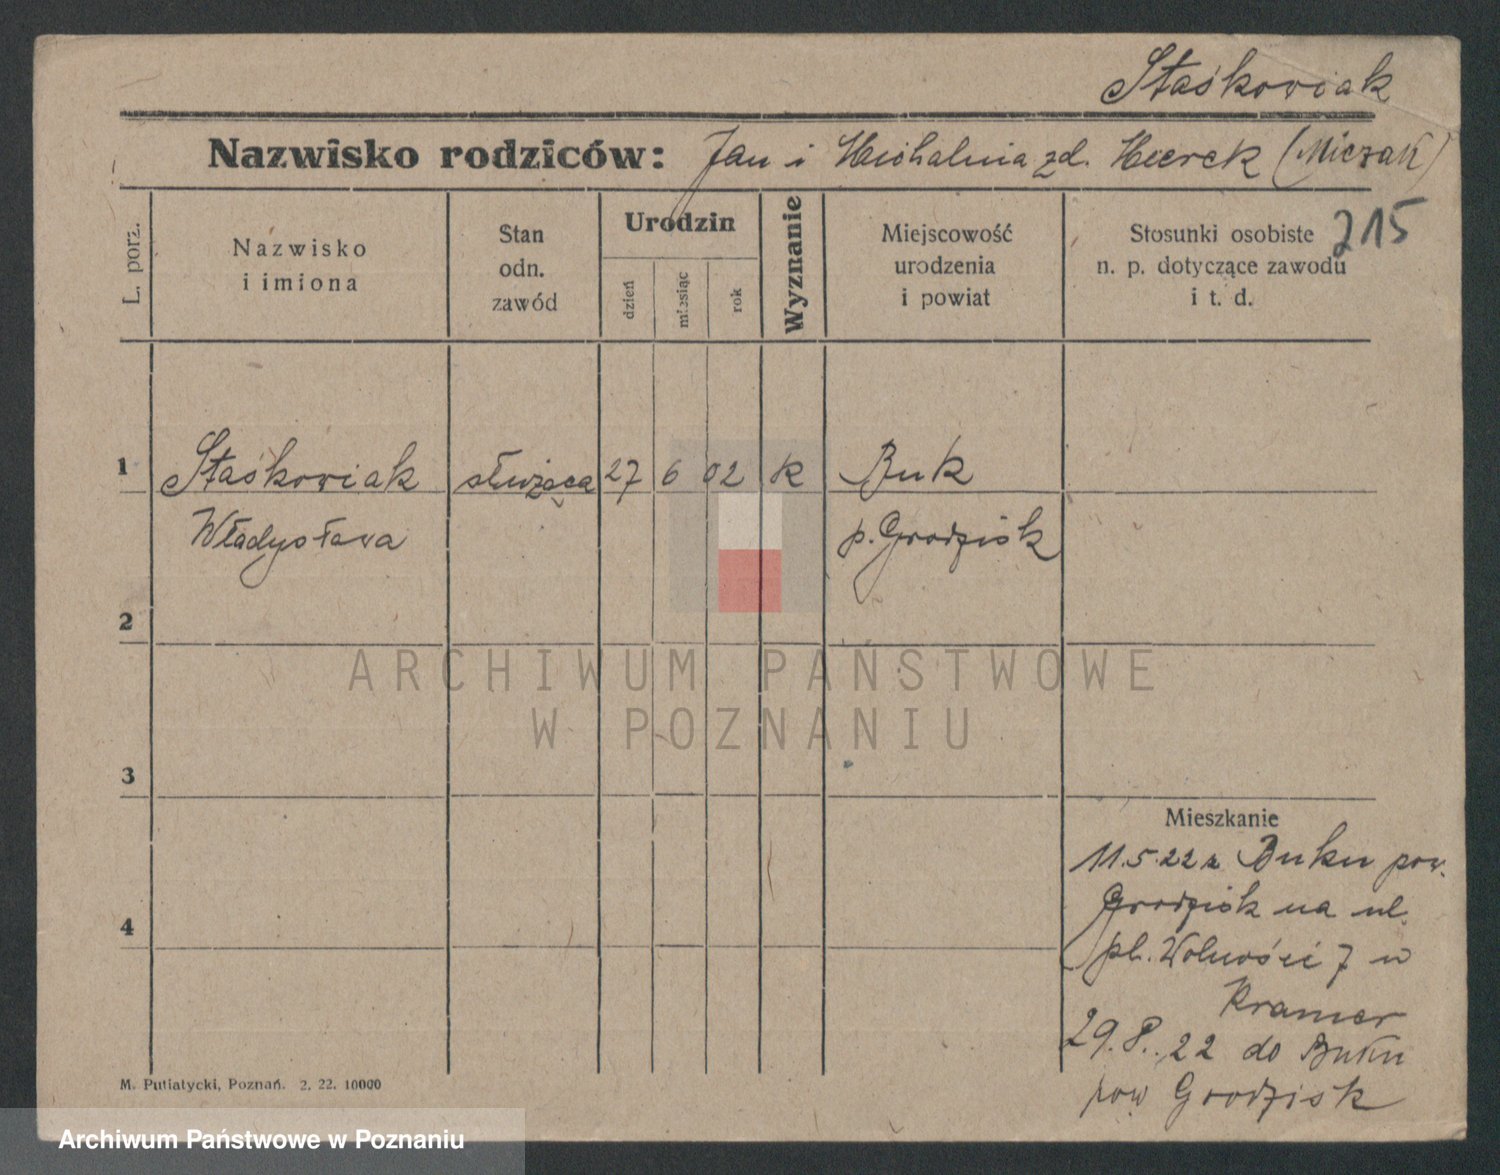 Staśkowiak
Nazwisko rodziców: Jan i Michalina zd. (Miczak)
215
L. porz.
Nazwisko
i imiona
Stan
odn.
zawód
Urodzin
dzień
miesiąc
rok
Wyznanie
Miejscowość
urodzenia
i powiat
Stosunki osobiste
n. p. dotyczące zawodu
i t. d.
1 Staśkowiak służąca 27 6 02 k Buk
Władysława p. Grodzisk
2
3
4
Mieszkanie
11.5.22 z Buku pow.
Grodzisk na ul.
pl. Wolności 7 u
Kramer
29.8.22 do Buku
pow Grodzisk
M. Putiatycki, Poznań. 2. 22. 10000
ARCHIWUM PAŃSTWOWE
W POZNANIU
Archiwum Państwowe w Poznaniu